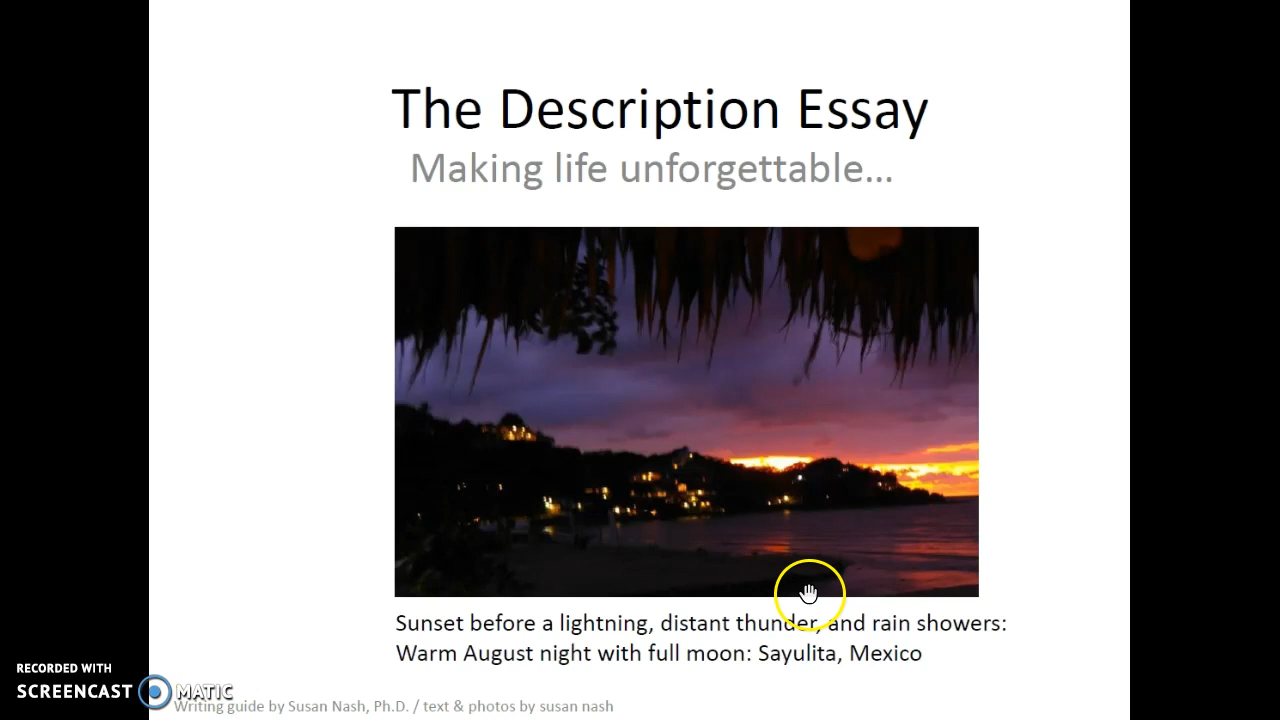 The Description Essay
Making life unforgettable…
Sunset before a lightning, distant thunder, and rain showers:
Warm August night with full moon: Sayulita, Mexico
RECORDED WITH
SCREENCAST MATIC
Writing guide by Susan Nash, Ph.D. / text & photos by susan nash